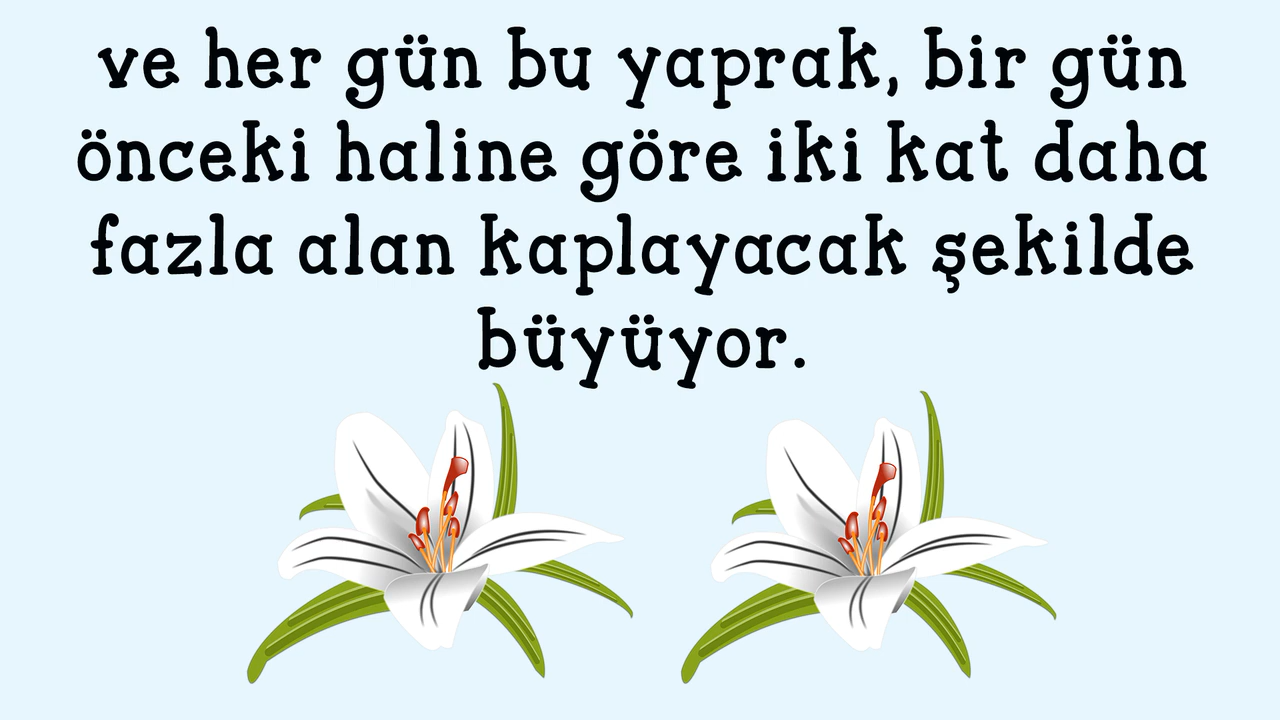 ve her gün bu yaprak, bir gün
önceki haline göre iki kat daha
fazla alan kaplayacak şekilde
büyüyor.